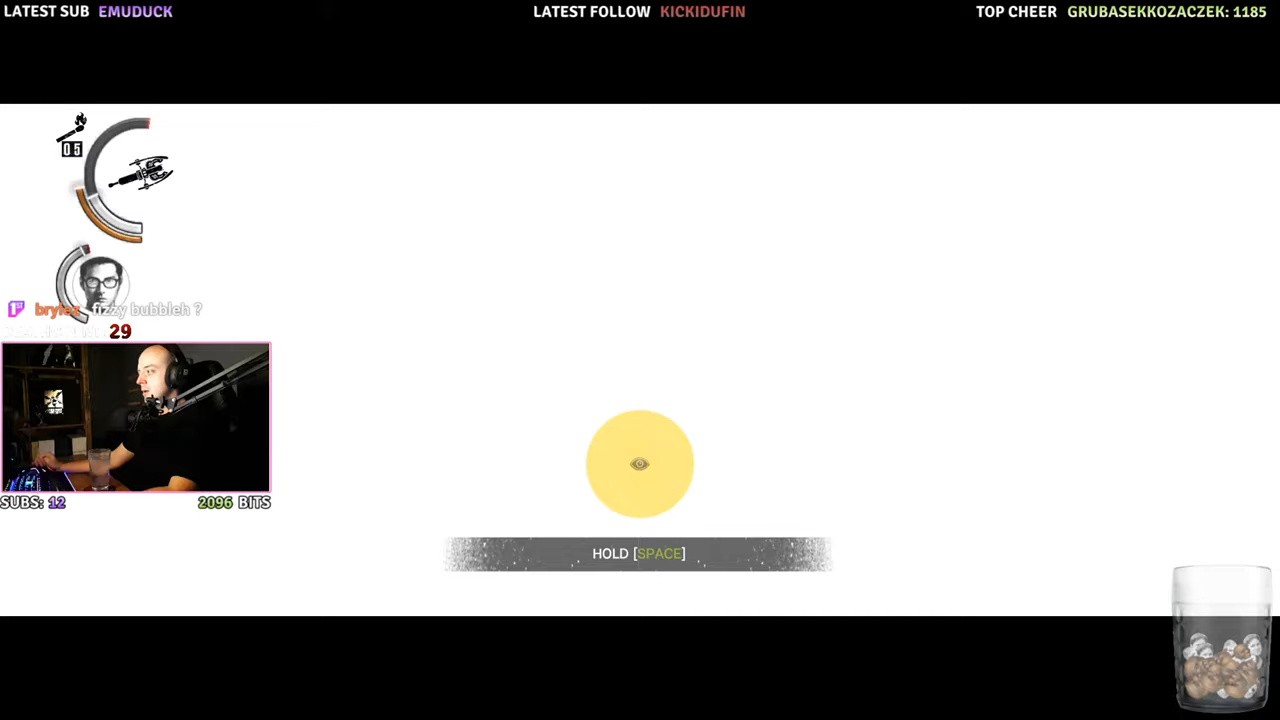 LATEST SUB EMUDUCK
LATEST FOLLOW KICKIDUFIN
TOP CHEER GRUBASEKKOZACZEK: 1185
05
brylex fizzy bubbleh ?
29
SUBS: 12
2096 BITS
HOLD [SPACE]